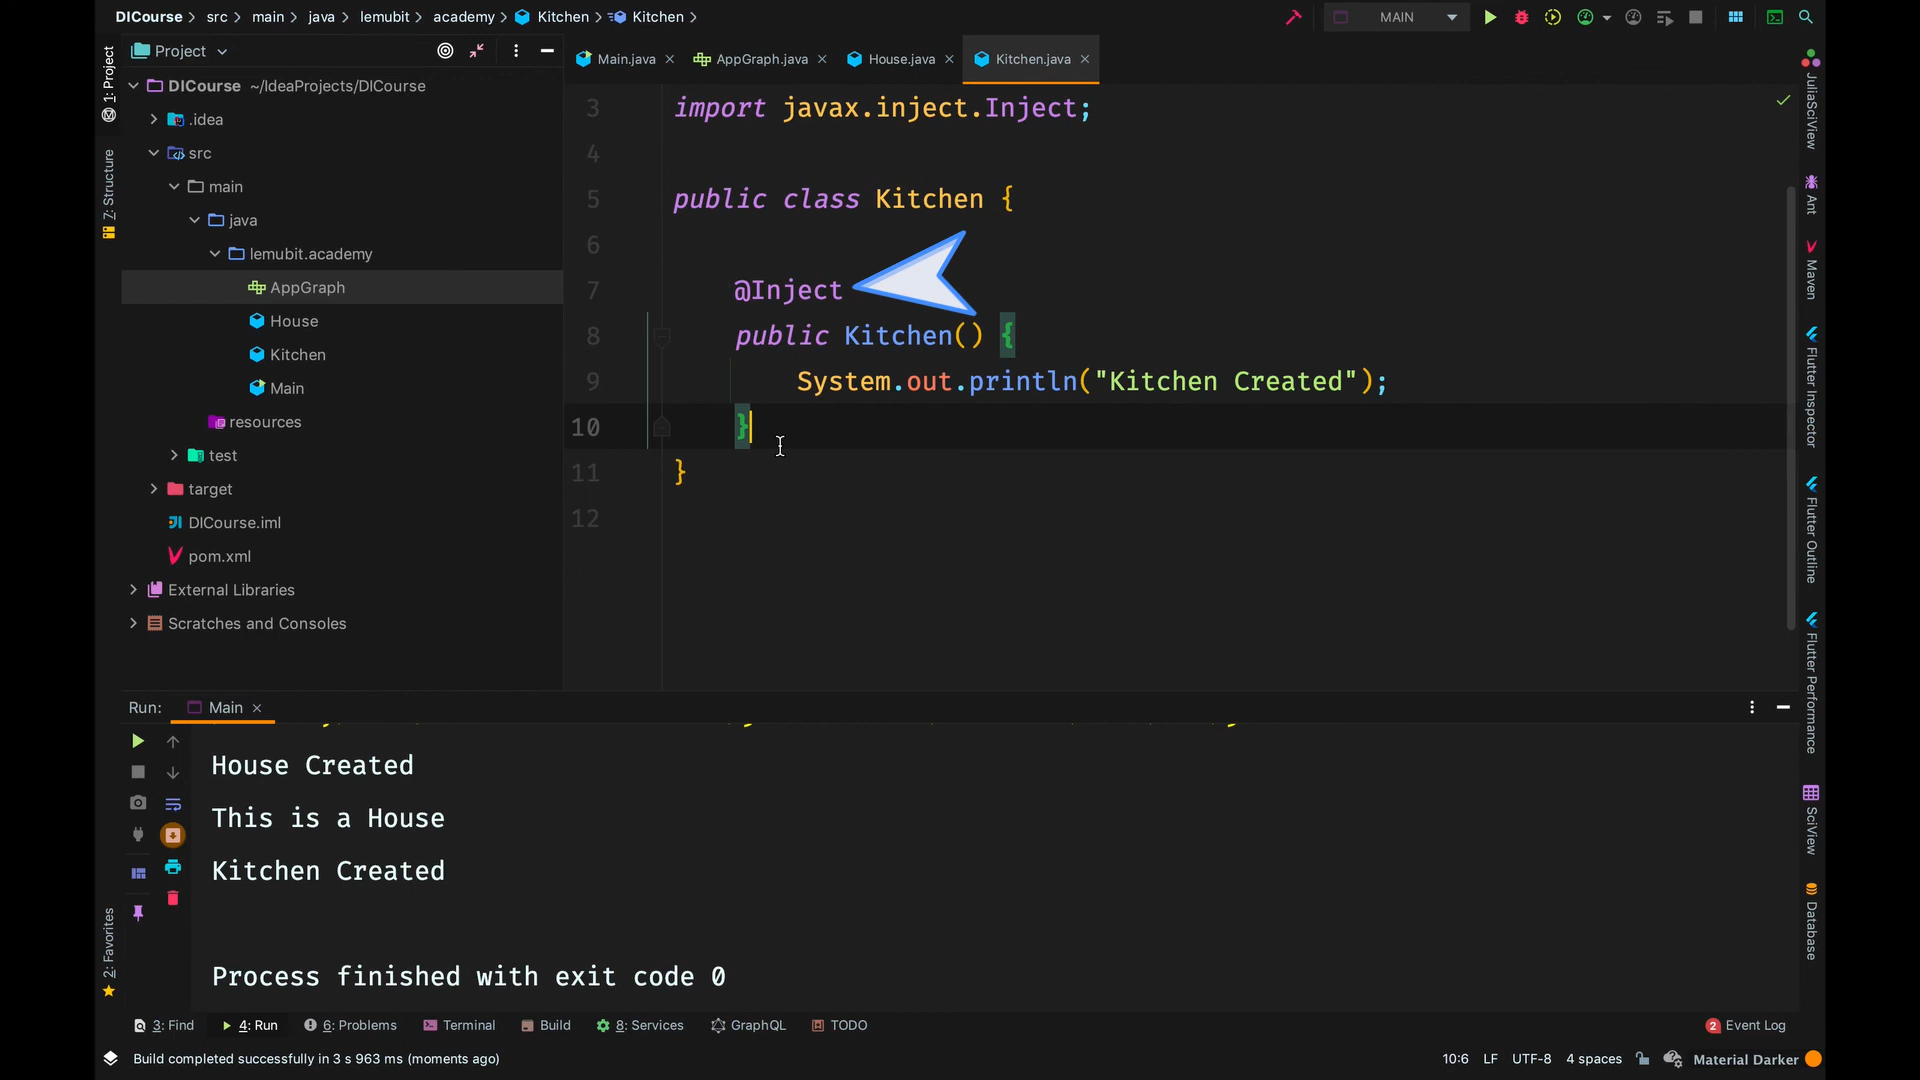 DICourse src main java lemubit academy Kitchen Kitchen
MAIN
1: Project
Project
Main.java
AppGraph.java
House.java
Kitchen.java
DICourse ~/IdeaProjects/DICourse
.idea
src
main
java
lemubit.academy
AppGraph
House
Kitchen
Main
resources
test
target
DICourse.iml
pom.xml
External Libraries
Scratches and Consoles
7: Structure
2: Favorites
3 import javax.inject.Inject;
4
5 public class Kitchen {
6
7 @Inject
8 public Kitchen() {
9 System.out.println("Kitchen Created");
10 }
11 }
12
JuliaSciView
Ant
Maven
Flutter Inspector
Flutter Outline
Flutter Performance
SciView
Database
Run: Main
House Created
This is a House
Kitchen Created
Process finished with exit code 0
3: Find 4: Run 6: Problems Terminal Build 8: Services GraphQL TODO 2 Event Log
Build completed successfully in 3 s 963 ms (moments ago) 10:6 LF UTF-8 4 spaces Material Darker